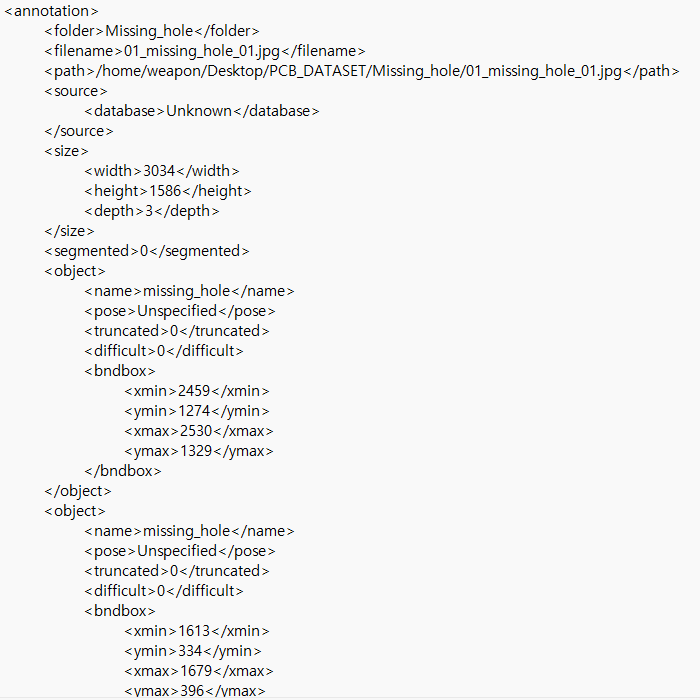 <annotation>
<folder>Missing_hole</folder>
<filename>01_missing_hole_01.jpg</filename>
<path>/home/weapon/Desktop/PCB_DATASET/Missing_hole/01_missing_hole_01.jpg</path>
<source>
<database>Unknown</database>
</source>
<size>
<width>3034</width>
<height>1586</height>
<depth>3</depth>
</size>
<segmented>0</segmented>
<object>
<name>missing_hole</name>
<pose>Unspecified</pose>
<truncated>0</truncated>
<difficult>0</difficult>
<bndbox>
<xmin>2459</xmin>
<ymin>1274</ymin>
<xmax>2530</xmax>
<ymax>1329</ymax>
</bndbox>
</object>
<object>
<name>missing_hole</name>
<pose>Unspecified</pose>
<truncated>0</truncated>
<difficult>0</difficult>
<bndbox>
<xmin>1613</xmin>
<ymin>334</ymin>
<xmax>1679</xmax>
<ymax>396</ymax>